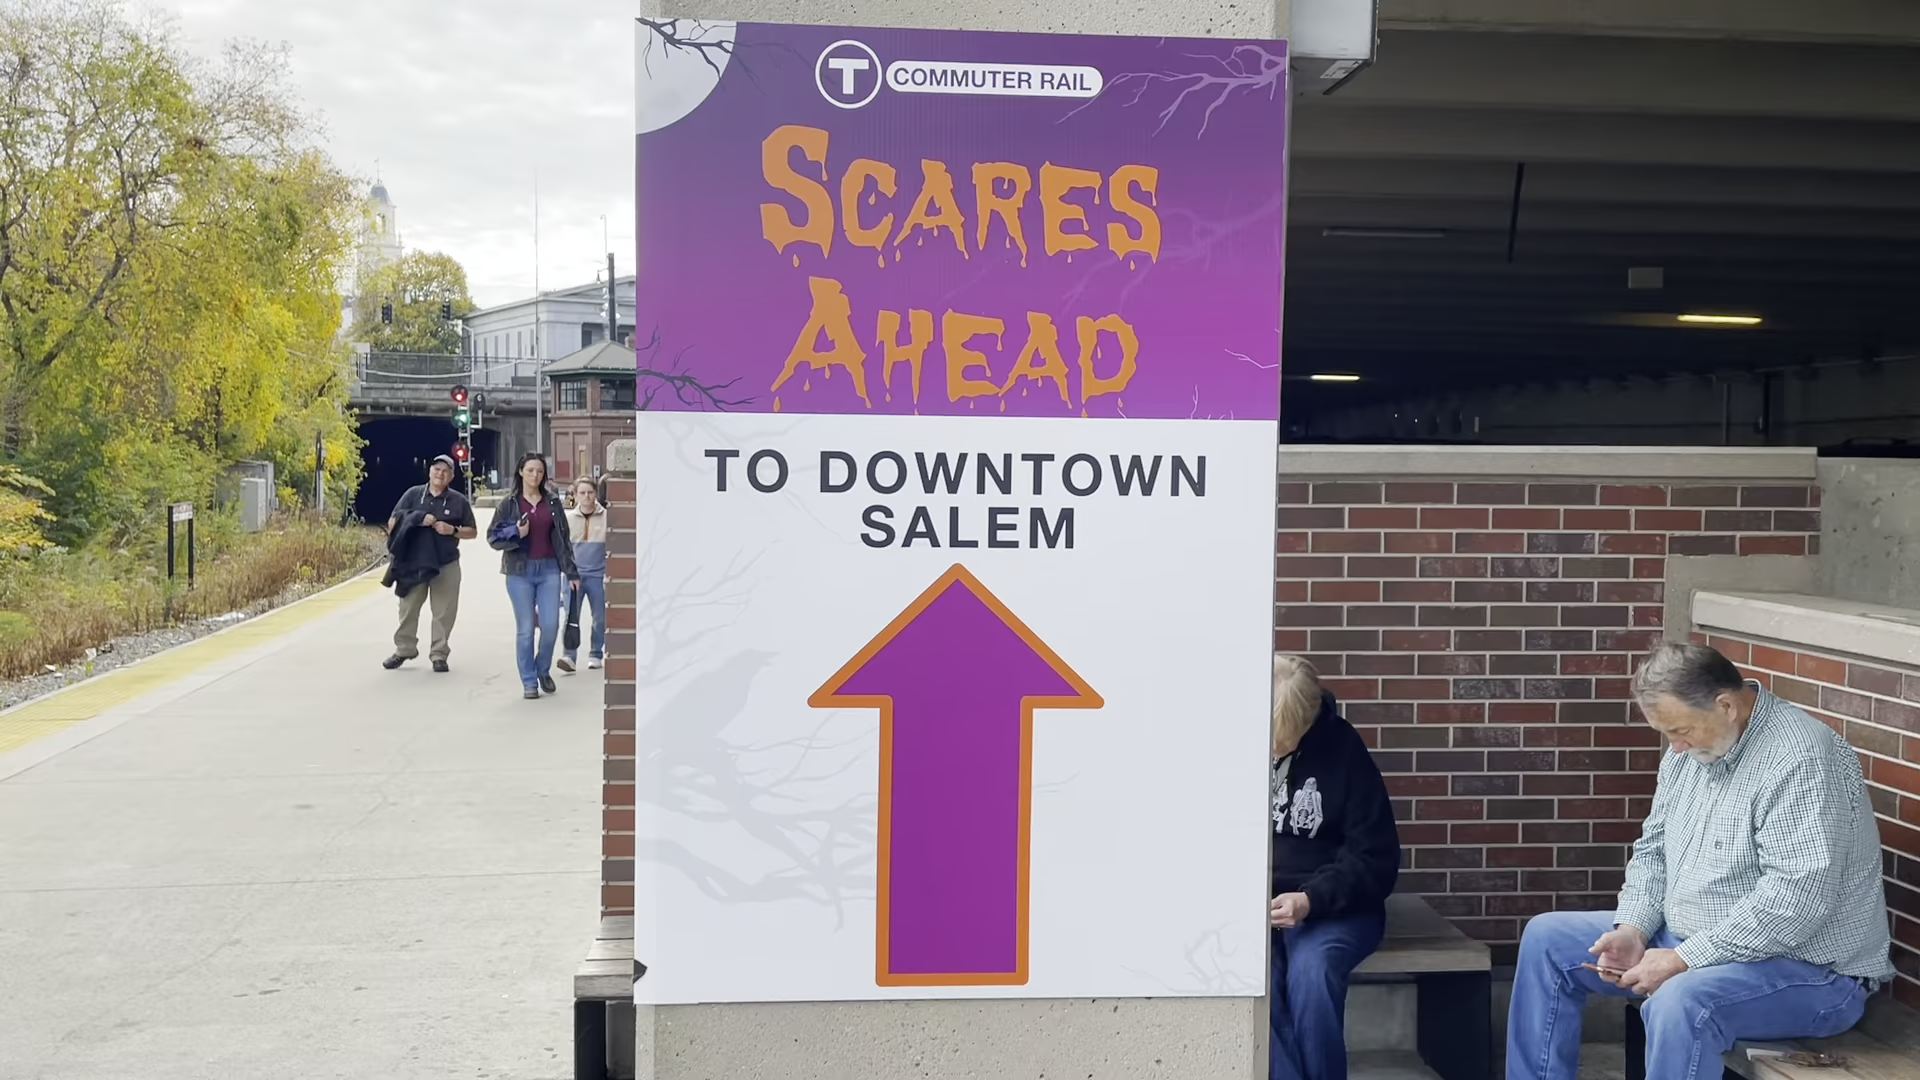 T COMMUTER RAIL
SCARES
AHEAD
TO DOWNTOWN
SALEM